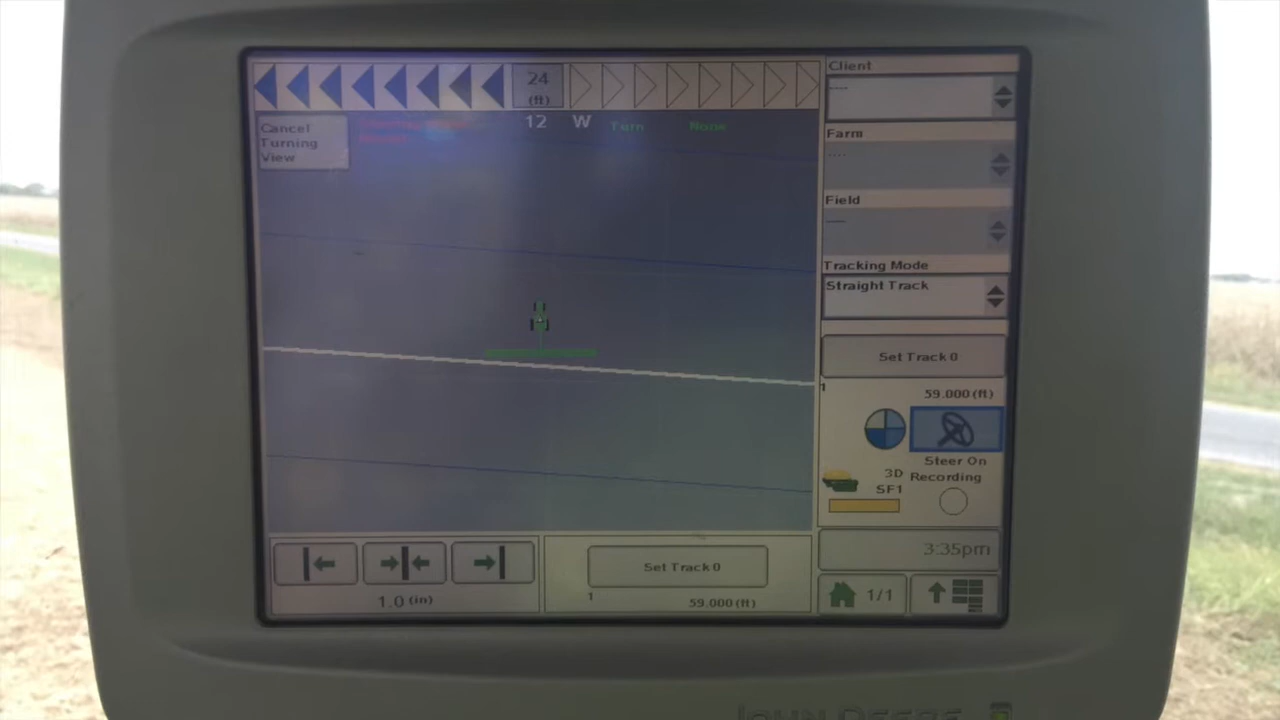 24
(ft)
Client
----
12 W Turn None
Cancel
Turning
View
Farm
----
Field
----
Tracking Mode
Straight Track
Set Track 0
1
59.000 (ft)
Steer On
3D
SF1
Recording
3:35pm
1.0 (in)
Set Track 0
1
59.000 (ft)
1/1
JOHN DEERE